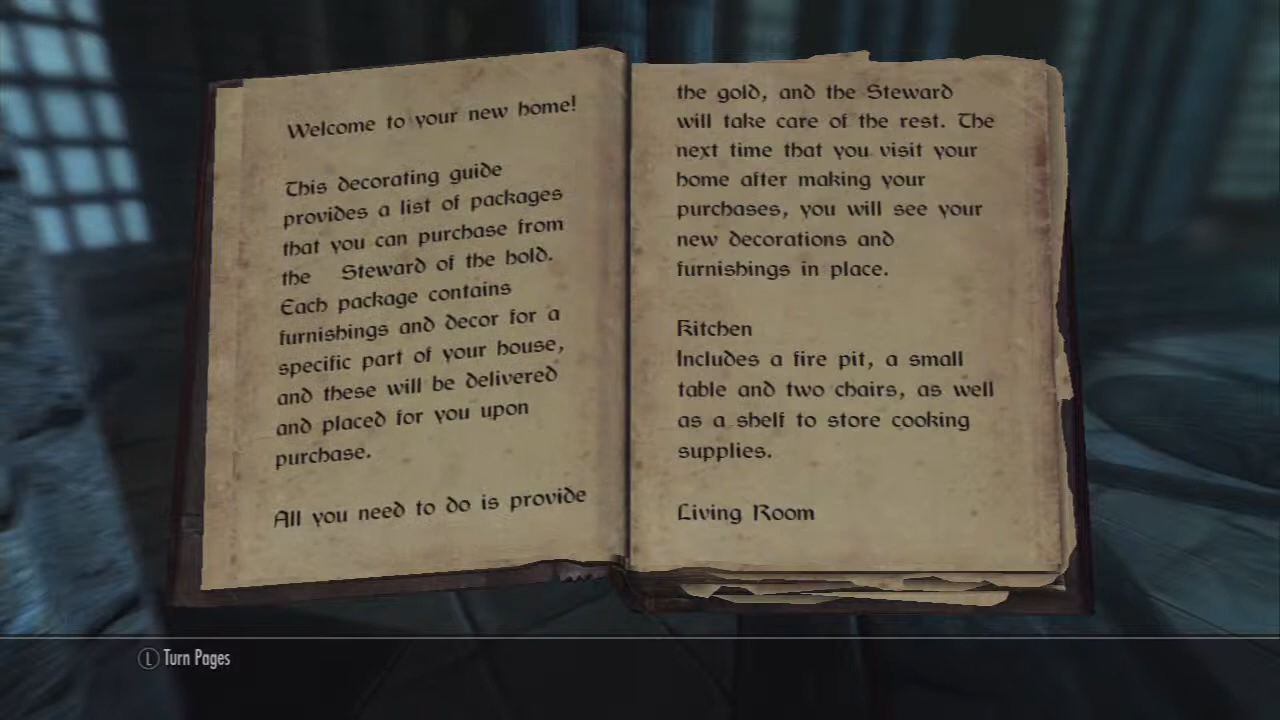 Welcome to your new home!
This decorating guide
provides a list of packages
that you can purchase from
the Steward of the hold.
Each package contains
furnishings and decor for a
specific part of your house,
and these will be delivered
and placed for you upon
purchase.
All you need to do is provide
the gold, and the Steward
will take care of the rest. The
next time that you visit your
home after making your
purchases, you will see your
new decorations and
furnishings in place.
Kitchen
Includes a fire pit, a small
table and two chairs, as well
as a shelf to store cooking
supplies.
Living Room
L Turn Pages